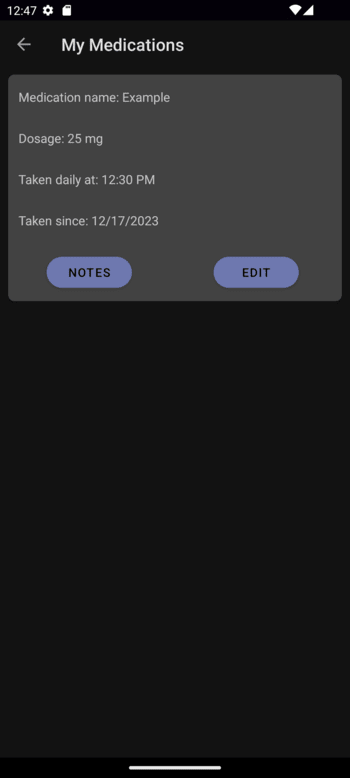 12:47
My Medications
Medication name: Example
Dosage: 25 mg
Taken daily at: 12:30 PM
Taken since: 12/17/2023
NOTES
EDIT